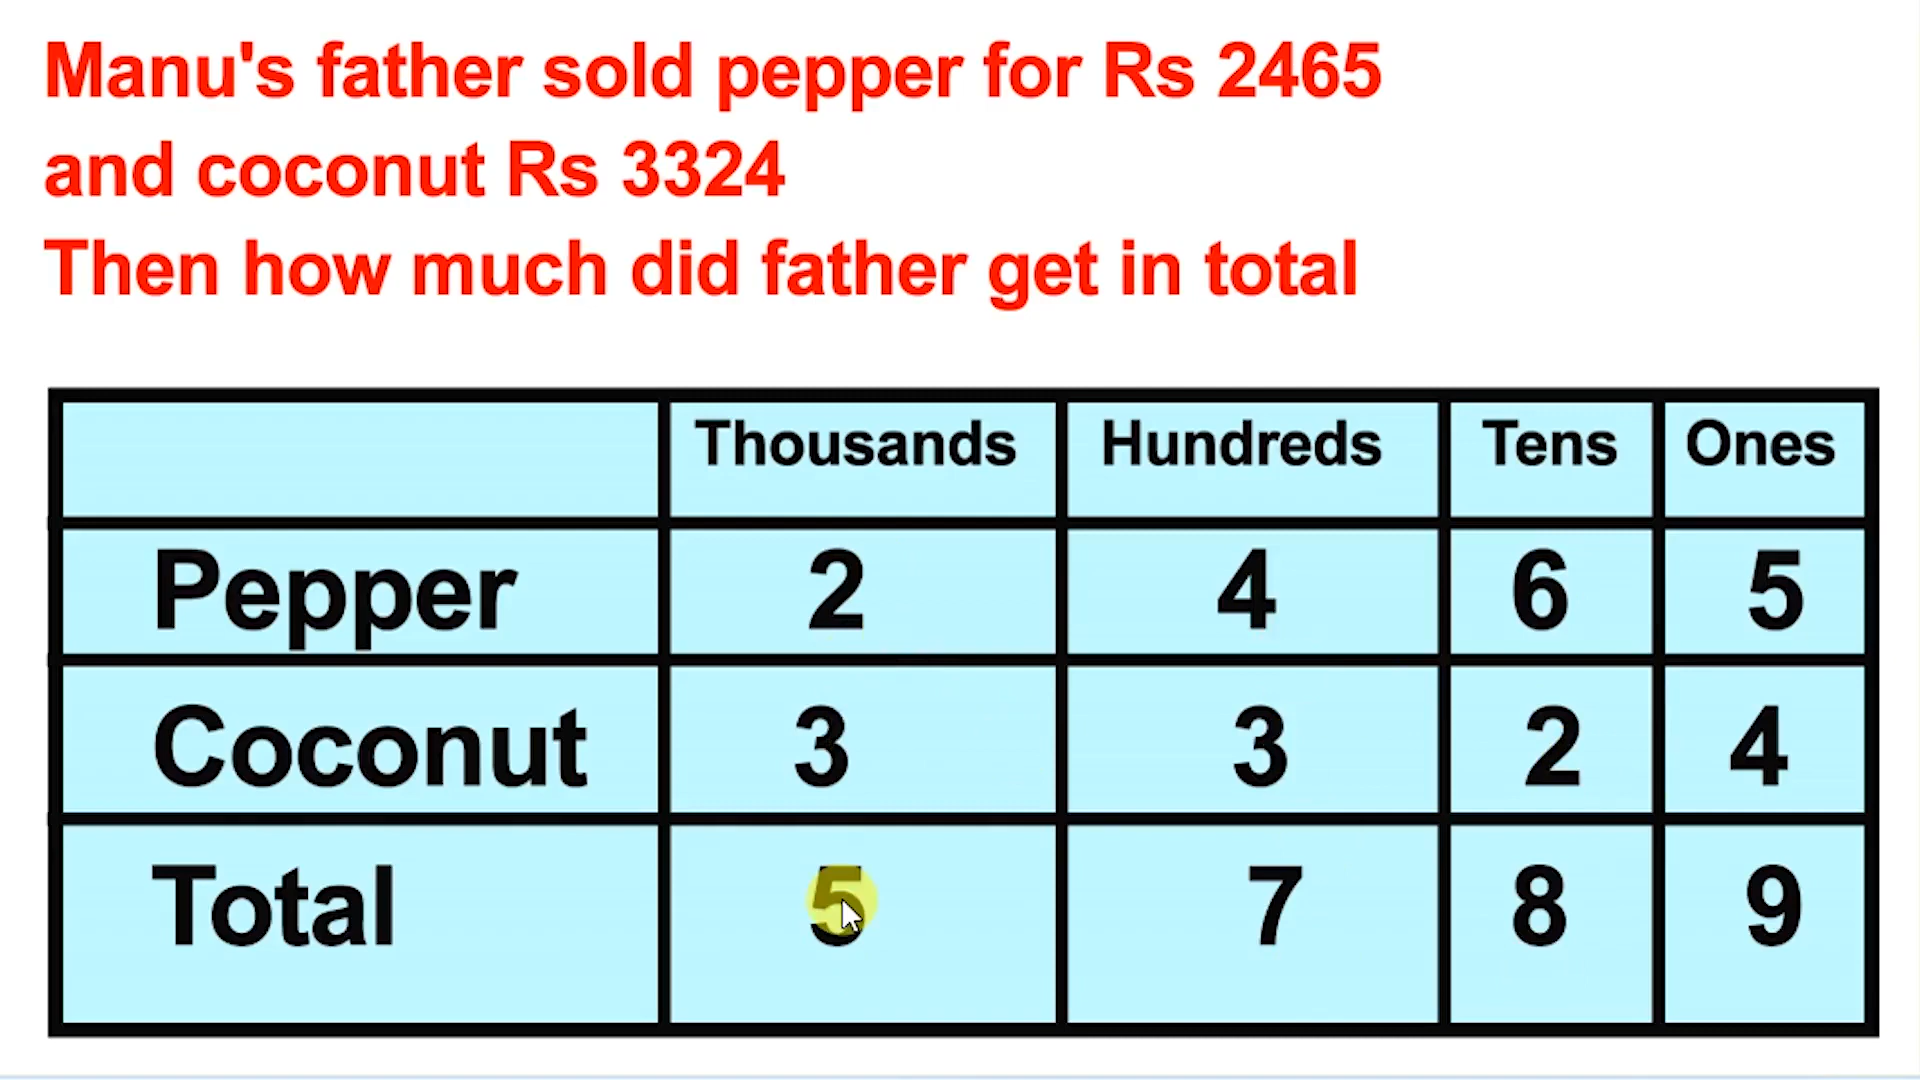 Manu's father sold pepper for Rs 2465
and coconut Rs 3324
Then how much did father get in total
Thousands Hundreds Tens Ones
Pepper 2 4 6 5
Coconut 3 3 2 4
Total 5 7 8 9